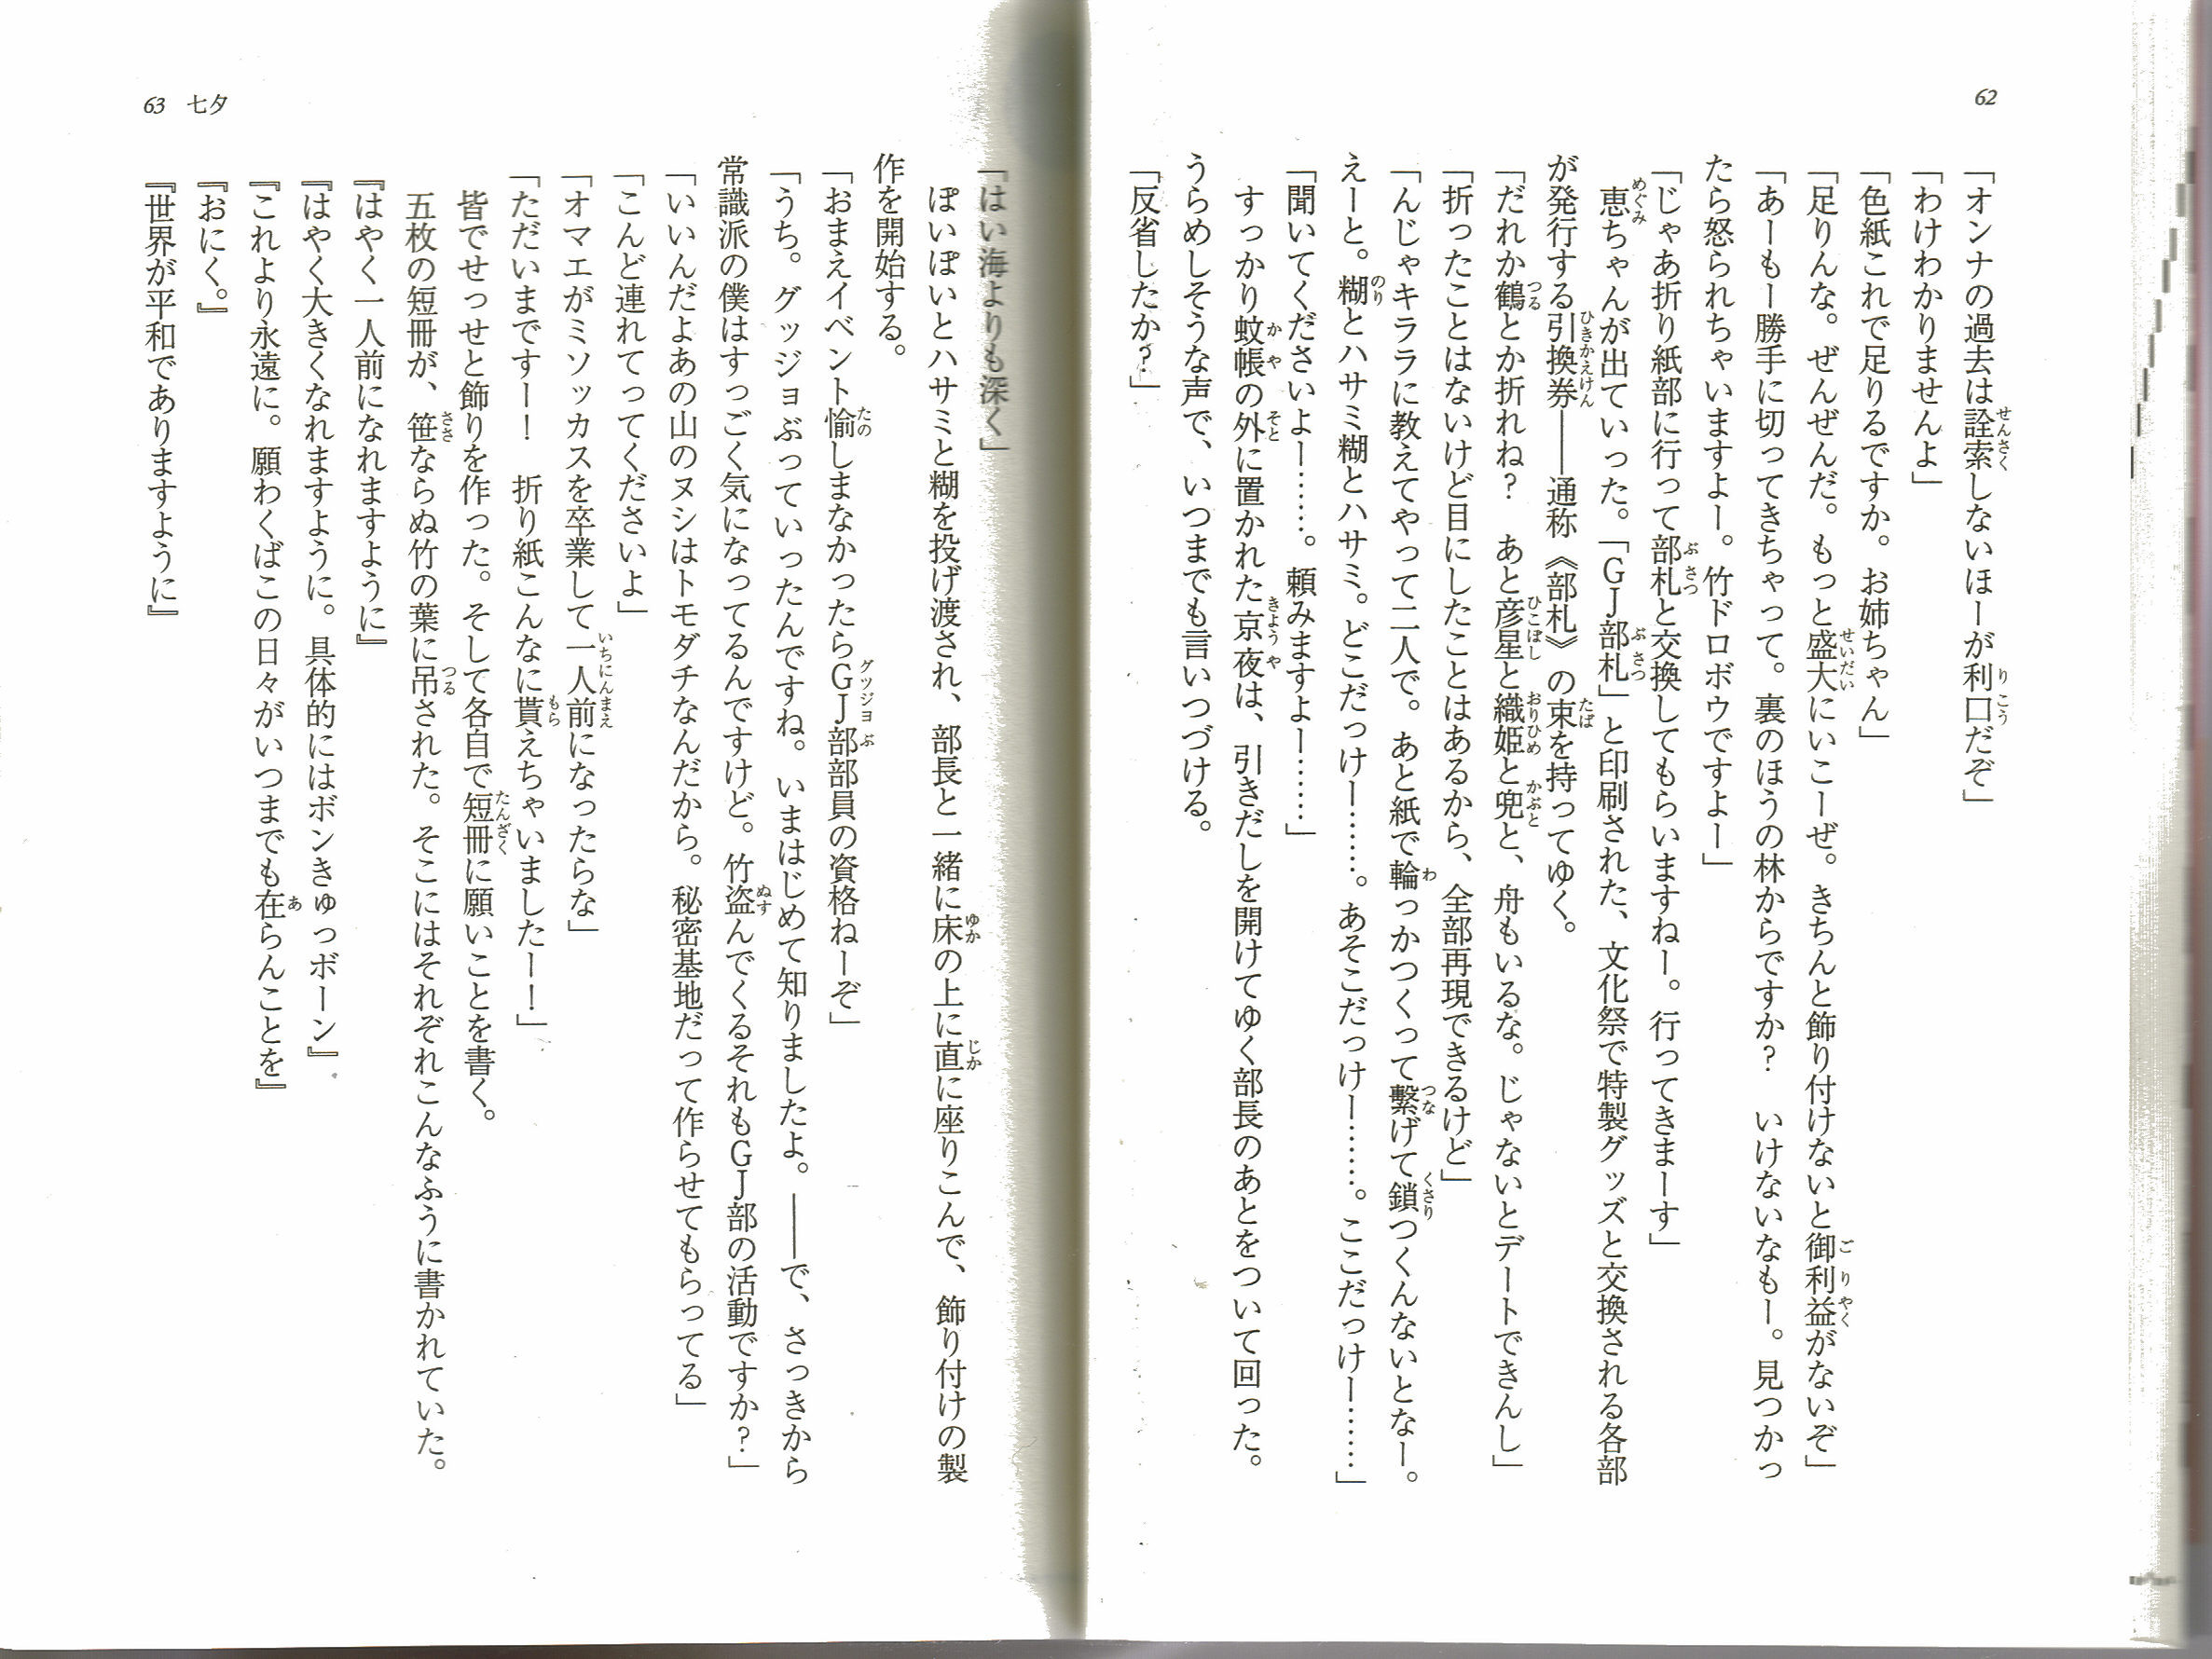 62
「オンナの過去は詮索しないほーが利口だぞ」
「わけわかりませんよ」
「色紙これで足りるですか。お姉ちゃん」
「足りんな。ぜんぜんだ。もっと盛大にいこーぜ。きちんと飾り付けないと御利益がないぞ」
「あーもー勝手に切ってきちゃって。裏のほうの林からですか？　いけないなもー。見つかっ
たら怒られちゃいますよー。竹ドロボウですよー」
「じゃあ折り紙部に行って部札と交換してもらいますねー。行ってきまーす」
　恵ちゃんが出ていった。「ＧＪ部札」と印刷された、文化祭で特製グッズと交換される各部
が発行する引換券――通称《部札》の束を持ってゆく。
「だれか鶴とか折れね？　あと彦星と織姫と兜と、舟もいるな。じゃないとデートできんし」
「折ったことはないけど目にしたことはあるから、全部再現できるけど」
「んじゃキララに教えてやって二人で。あと紙で輪っかつくって繋げて鎖つくんないとなー。
えーと。糊とハサミ糊とハサミ。どこだっけー……。あそこだっけー……。ここだっけー……」
「聞いてくださいよー……。頼みますよー……」
　すっかり蚊帳の外に置かれた京夜は、引きだしを開けてゆく部長のあとをついて回った。
うらめしそうな声で、いつまでも言いつづける。
「反省したか？」
63　七夕
「はい海よりも深く」
　ぽいぽいとハサミと糊を投げ渡され、部長と一緒に床の上に直に座りこんで、飾り付けの製
作を開始する。
「おまえイベント愉しまなかったらＧＪ部部員の資格ねーぞ」
「うち。グッジョぶっていったんですね。いまはじめて知りましたよ。――で、さっきから
常識派の僕はすっごく気になってるんですけど。竹盗んでくるそれもＧＪ部の活動ですか？」
「いいんだよあの山のヌシはトモダチなんだから。秘密基地だって作らせてもらってる」
「こんど連れてってくださいよ」
「オマエがミソッカスを卒業して一人前になったらな」
「ただいまですー！　折り紙こんなに貰えちゃいましたー！」
　皆でせっせと飾りを作った。そして各自で短冊に願いことを書く。
　五枚の短冊が、笹ならぬ竹の葉に吊された。そこにはそれぞれこんなふうに書かれていた。
『はやく一人前になれますように』
『はやく大きくなれますように。具体的にはボンきゅっボーン』
『これより永遠に。願わくばこの日々がいつまでも在らんことを』
『おにく。』
『世界が平和でありますように』